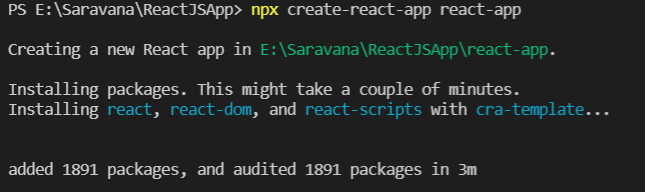 PS E:\Saravana\ReactJSApp> npx create-react-app react-app
Creating a new React app in E:\Saravana\ReactJSApp\react-app.
Installing packages. This might take a couple of minutes.
Installing react, react-dom, and react-scripts with cra-template...
added 1891 packages, and audited 1891 packages in 3m